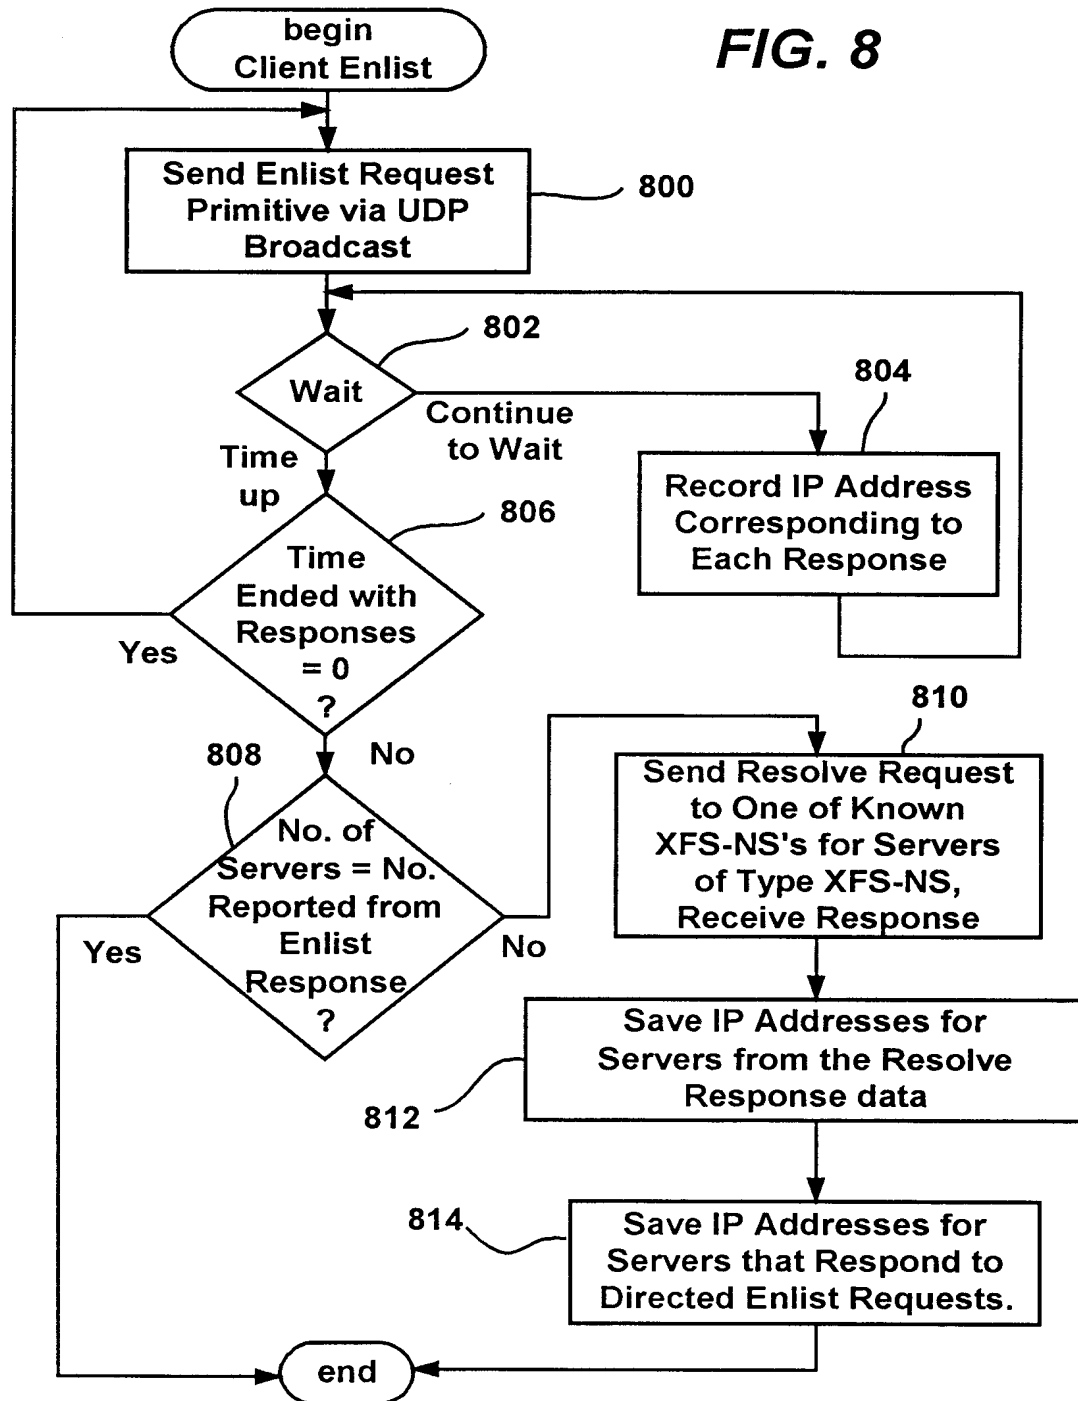 begin
Client Enlist
FIG. 8
Send Enlist Request
Primitive via UDP
Broadcast
800
802
Wait
Continue
to Wait
804
Record IP Address
Corresponding to
Each Response
Time
up
806
Time
Ended with
Responses
= 0
?
Yes
No
808
No. of
Servers = No.
Reported from
Enlist
Response
?
Yes
No
810
Send Resolve Request
to One of Known
XFS-NS's for Servers
of Type XFS-NS,
Receive Response
Save IP Addresses for
Servers from the Resolve
Response data
812
814
Save IP Addresses for
Servers that Respond to
Directed Enlist Requests.
end